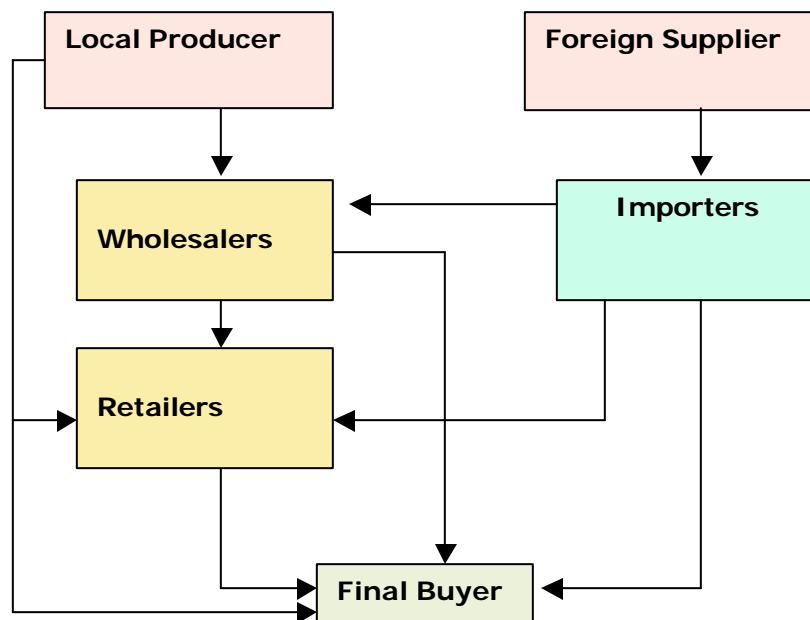 Local Producer
Foreign Supplier
Importers
Wholesalers
Retailers
Final Buyer